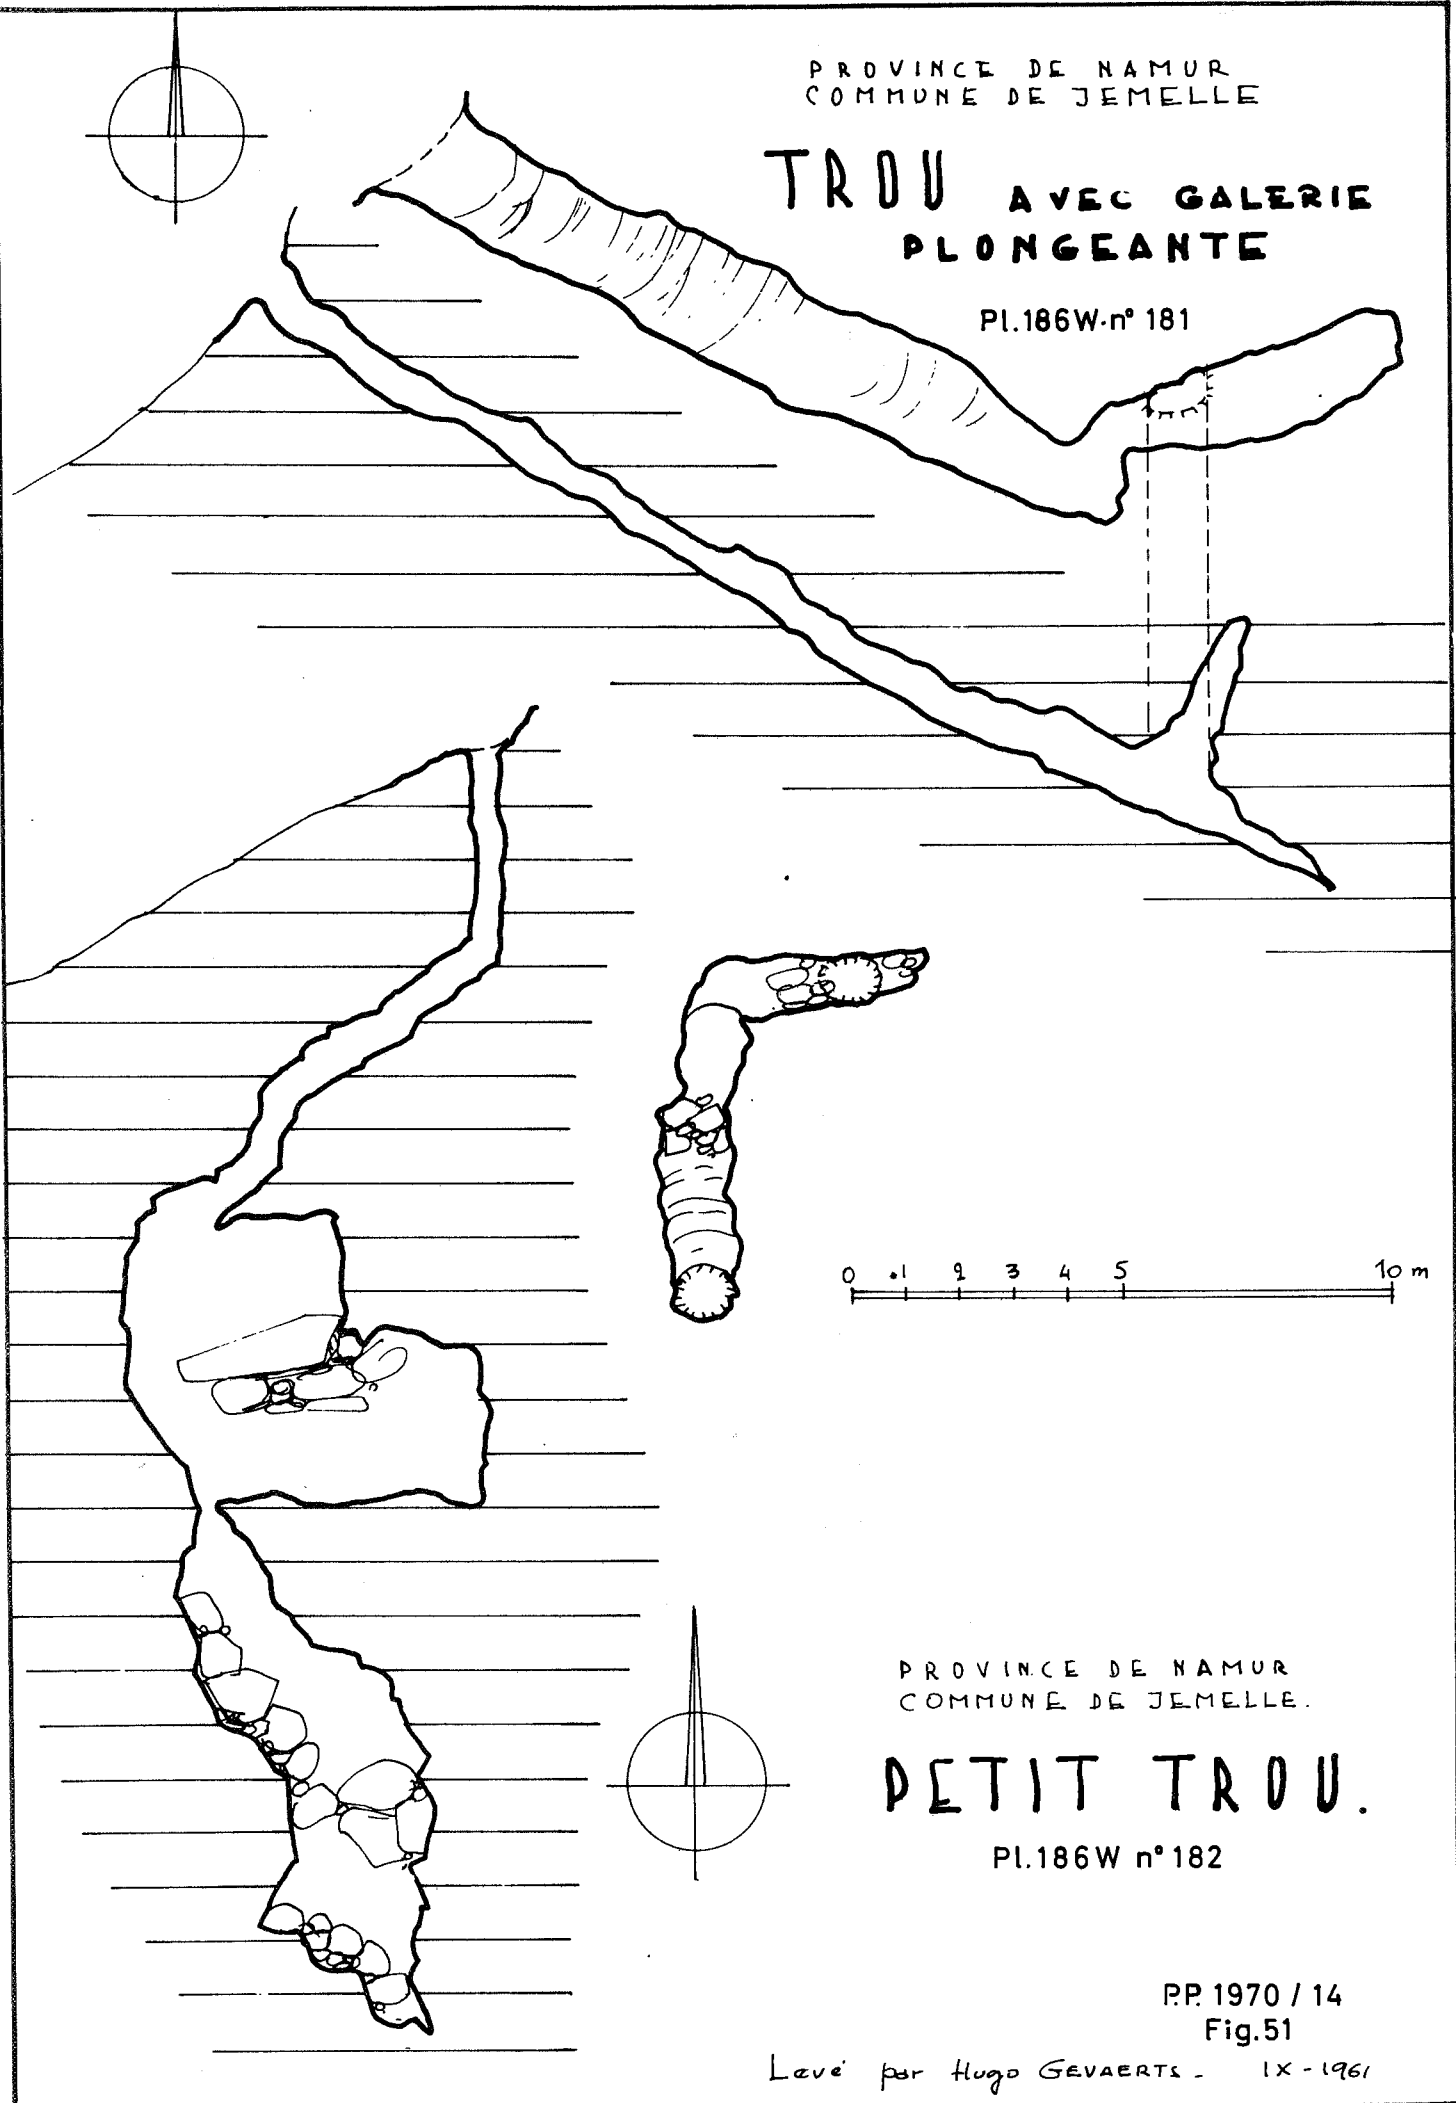 PROVINCE DE NAMUR
COMMUNE DE JEMELLE
TROU AVEC GALERIE
PLONGEANTE
Pl.186W.n° 181
0 .1 2 3 4 5 10 m
PROVINCE DE NAMUR
COMMUNE DE JEMELLE.
PETIT TROU.
Pl.186W n° 182
P.P. 1970 / 14
Fig.51
Levé par Hugo GEVAERTS - IX - 1961